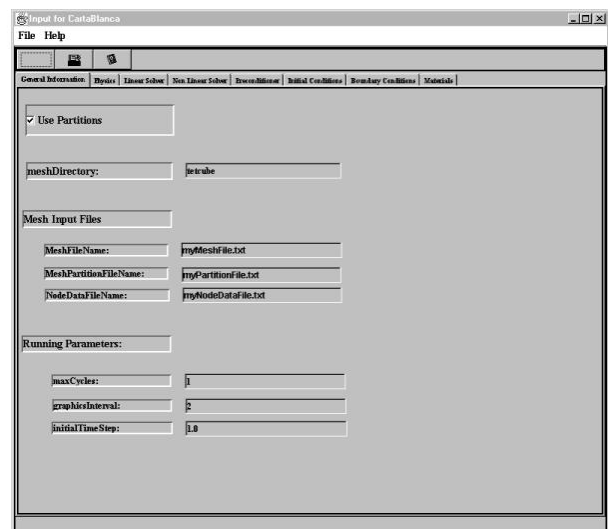 Input for CartaBlanca
File Help
General Information Physics Linear Solver Non Linear Solver Preconditioner Initial Conditions Boundary Conditions Materials
Use Partitions
meshDirectory: tetcube
Mesh Input Files
MeshFileName: myMeshFile.txt
MeshPartitionFileName: myPartitionFile.txt
NodeDataFileName: myNodeDataFile.txt
Running Parameters:
maxCycles: 1
graphicsInterval: 2
initialTimeStep: 1.0